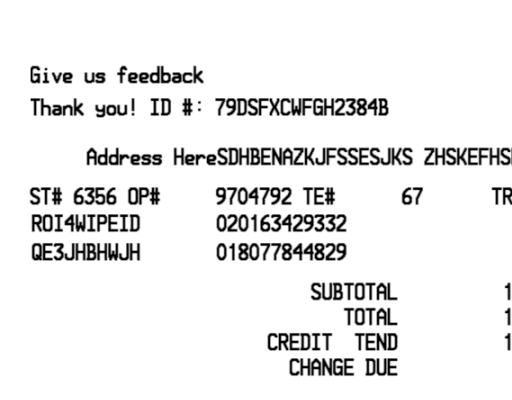 Give us feedback
Thank you! ID #: 79DSFXCWFGH2384B
Address HereSDHBENAZKJFSSESJKS ZHSKEFHS
ST# 6356 OP# 9704792 TE# 67 TR
ROI4WIPEID 020163429332
QE3JHBHWJH 018077844829
SUBTOTAL 1
TOTAL 1
CREDIT TEND 1
CHANGE DUE